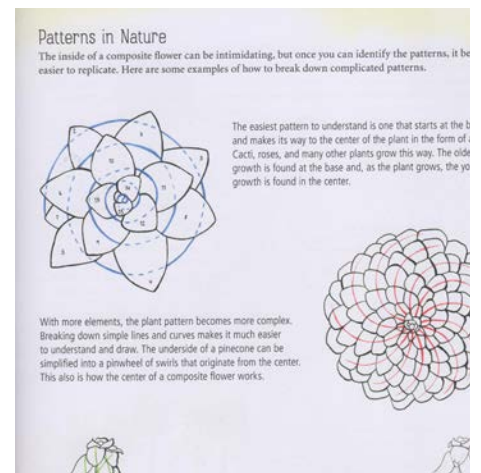 Patterns in Nature
The inside of a composite flower can be intimidating, but once you can identify the patterns, it be
easier to replicate. Here are some examples of how to break down complicated patterns.
The easiest pattern to understand is one that starts at the b
and makes its way to the center of the plant in the form of
Cacti, roses, and many other plants grow this way. The olde
growth is found at the base and, as the plant grows, the yo
growth is found in the center.
With more elements, the plant pattern becomes more complex.
Breaking down simple lines and curves makes it much easier
to understand and draw. The underside of a pinecone can be
simplified into a pinwheel of swirls that originate from the center.
This also is how the center of a composite flower works.